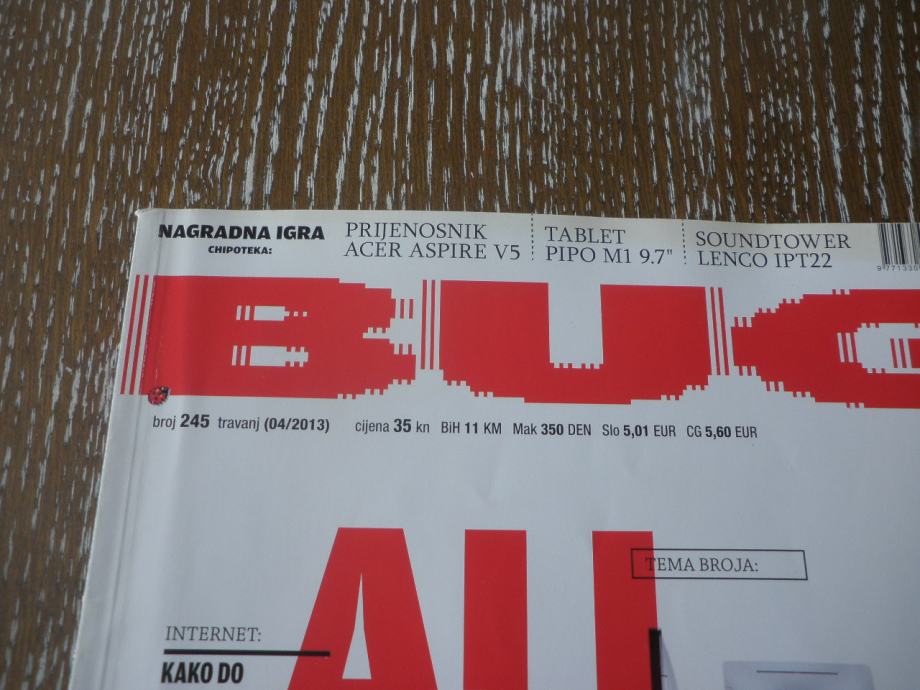 NAGRADNA IGRA
CHIPOTEKA:
PRIJENOSNIK
ACER ASPIRE V5
TABLET
PIPO M1 9.7"
SOUNDTOWER
LENCO IPT22
9 771330
BUG
broj 245 travanj (04/2013) cijena 35 kn BiH 11 KM Mak 350 DEN Slo 5,01 EUR CG 5,60 EUR
TEMA BROJA:
INTERNET:
KAKO DO